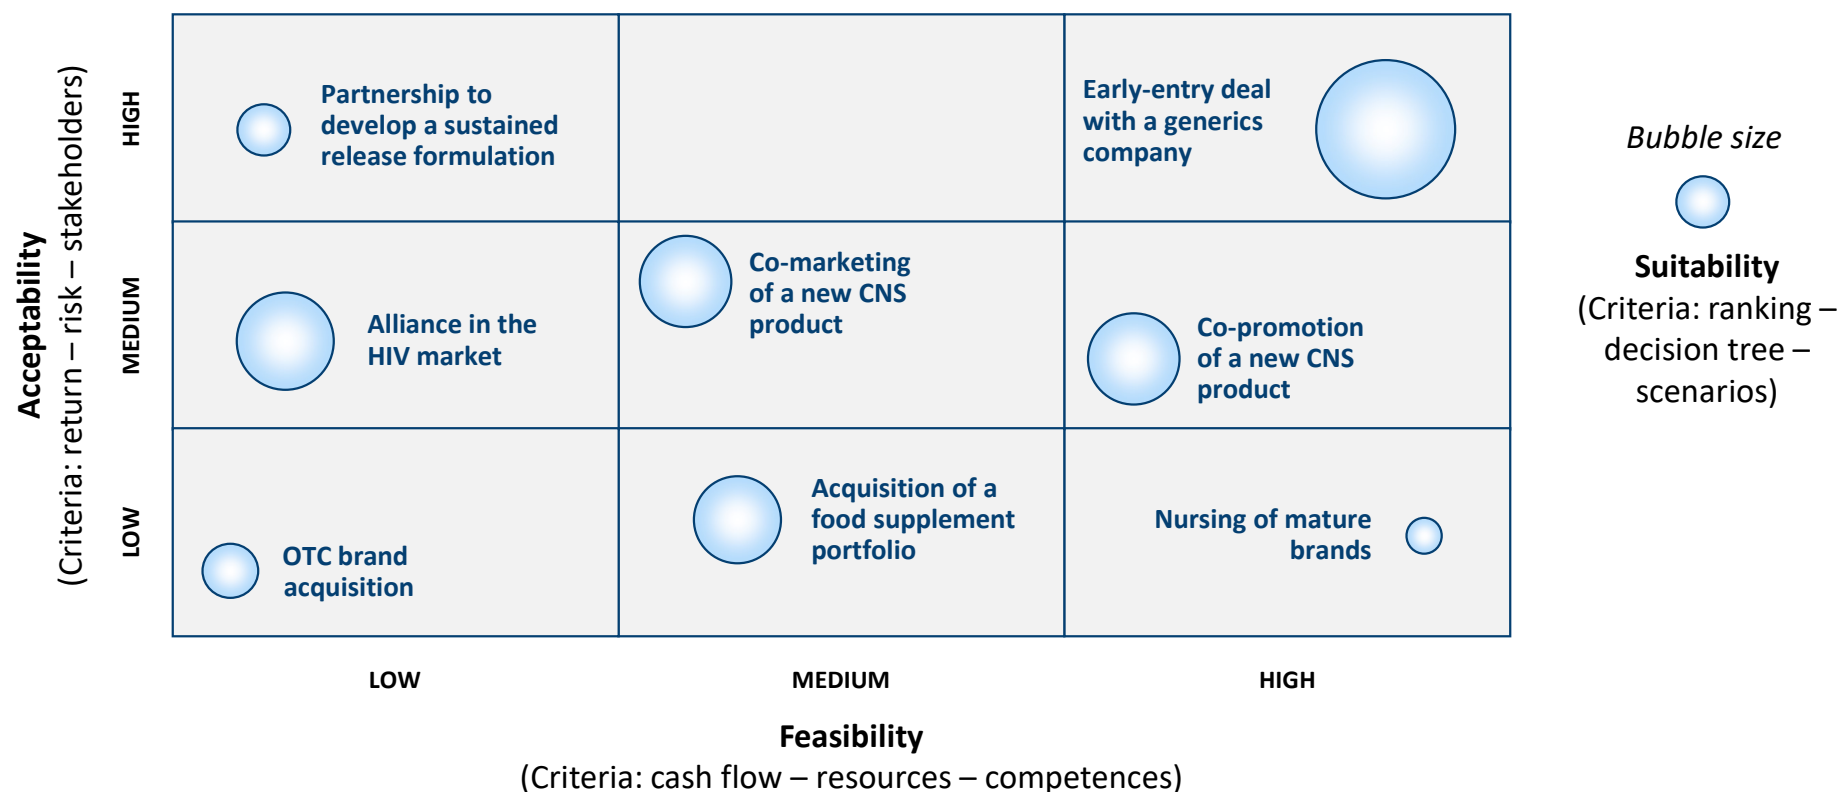 Acceptability
(Criteria: return – risk – stakeholders)
HIGH
MEDIUM
LOW
Partnership to
develop a sustained
release formulation
Early-entry deal
with a generics
company
Alliance in the
HIV market
Co-marketing
of a new CNS
product
Co-promotion
of a new CNS
product
OTC brand
acquisition
Acquisition of a
food supplement
portfolio
Nursing of mature
brands
LOW
MEDIUM
HIGH
Feasibility
(Criteria: cash flow – resources – competences)
Bubble size
Suitability
(Criteria: ranking –
decision tree –
scenarios)